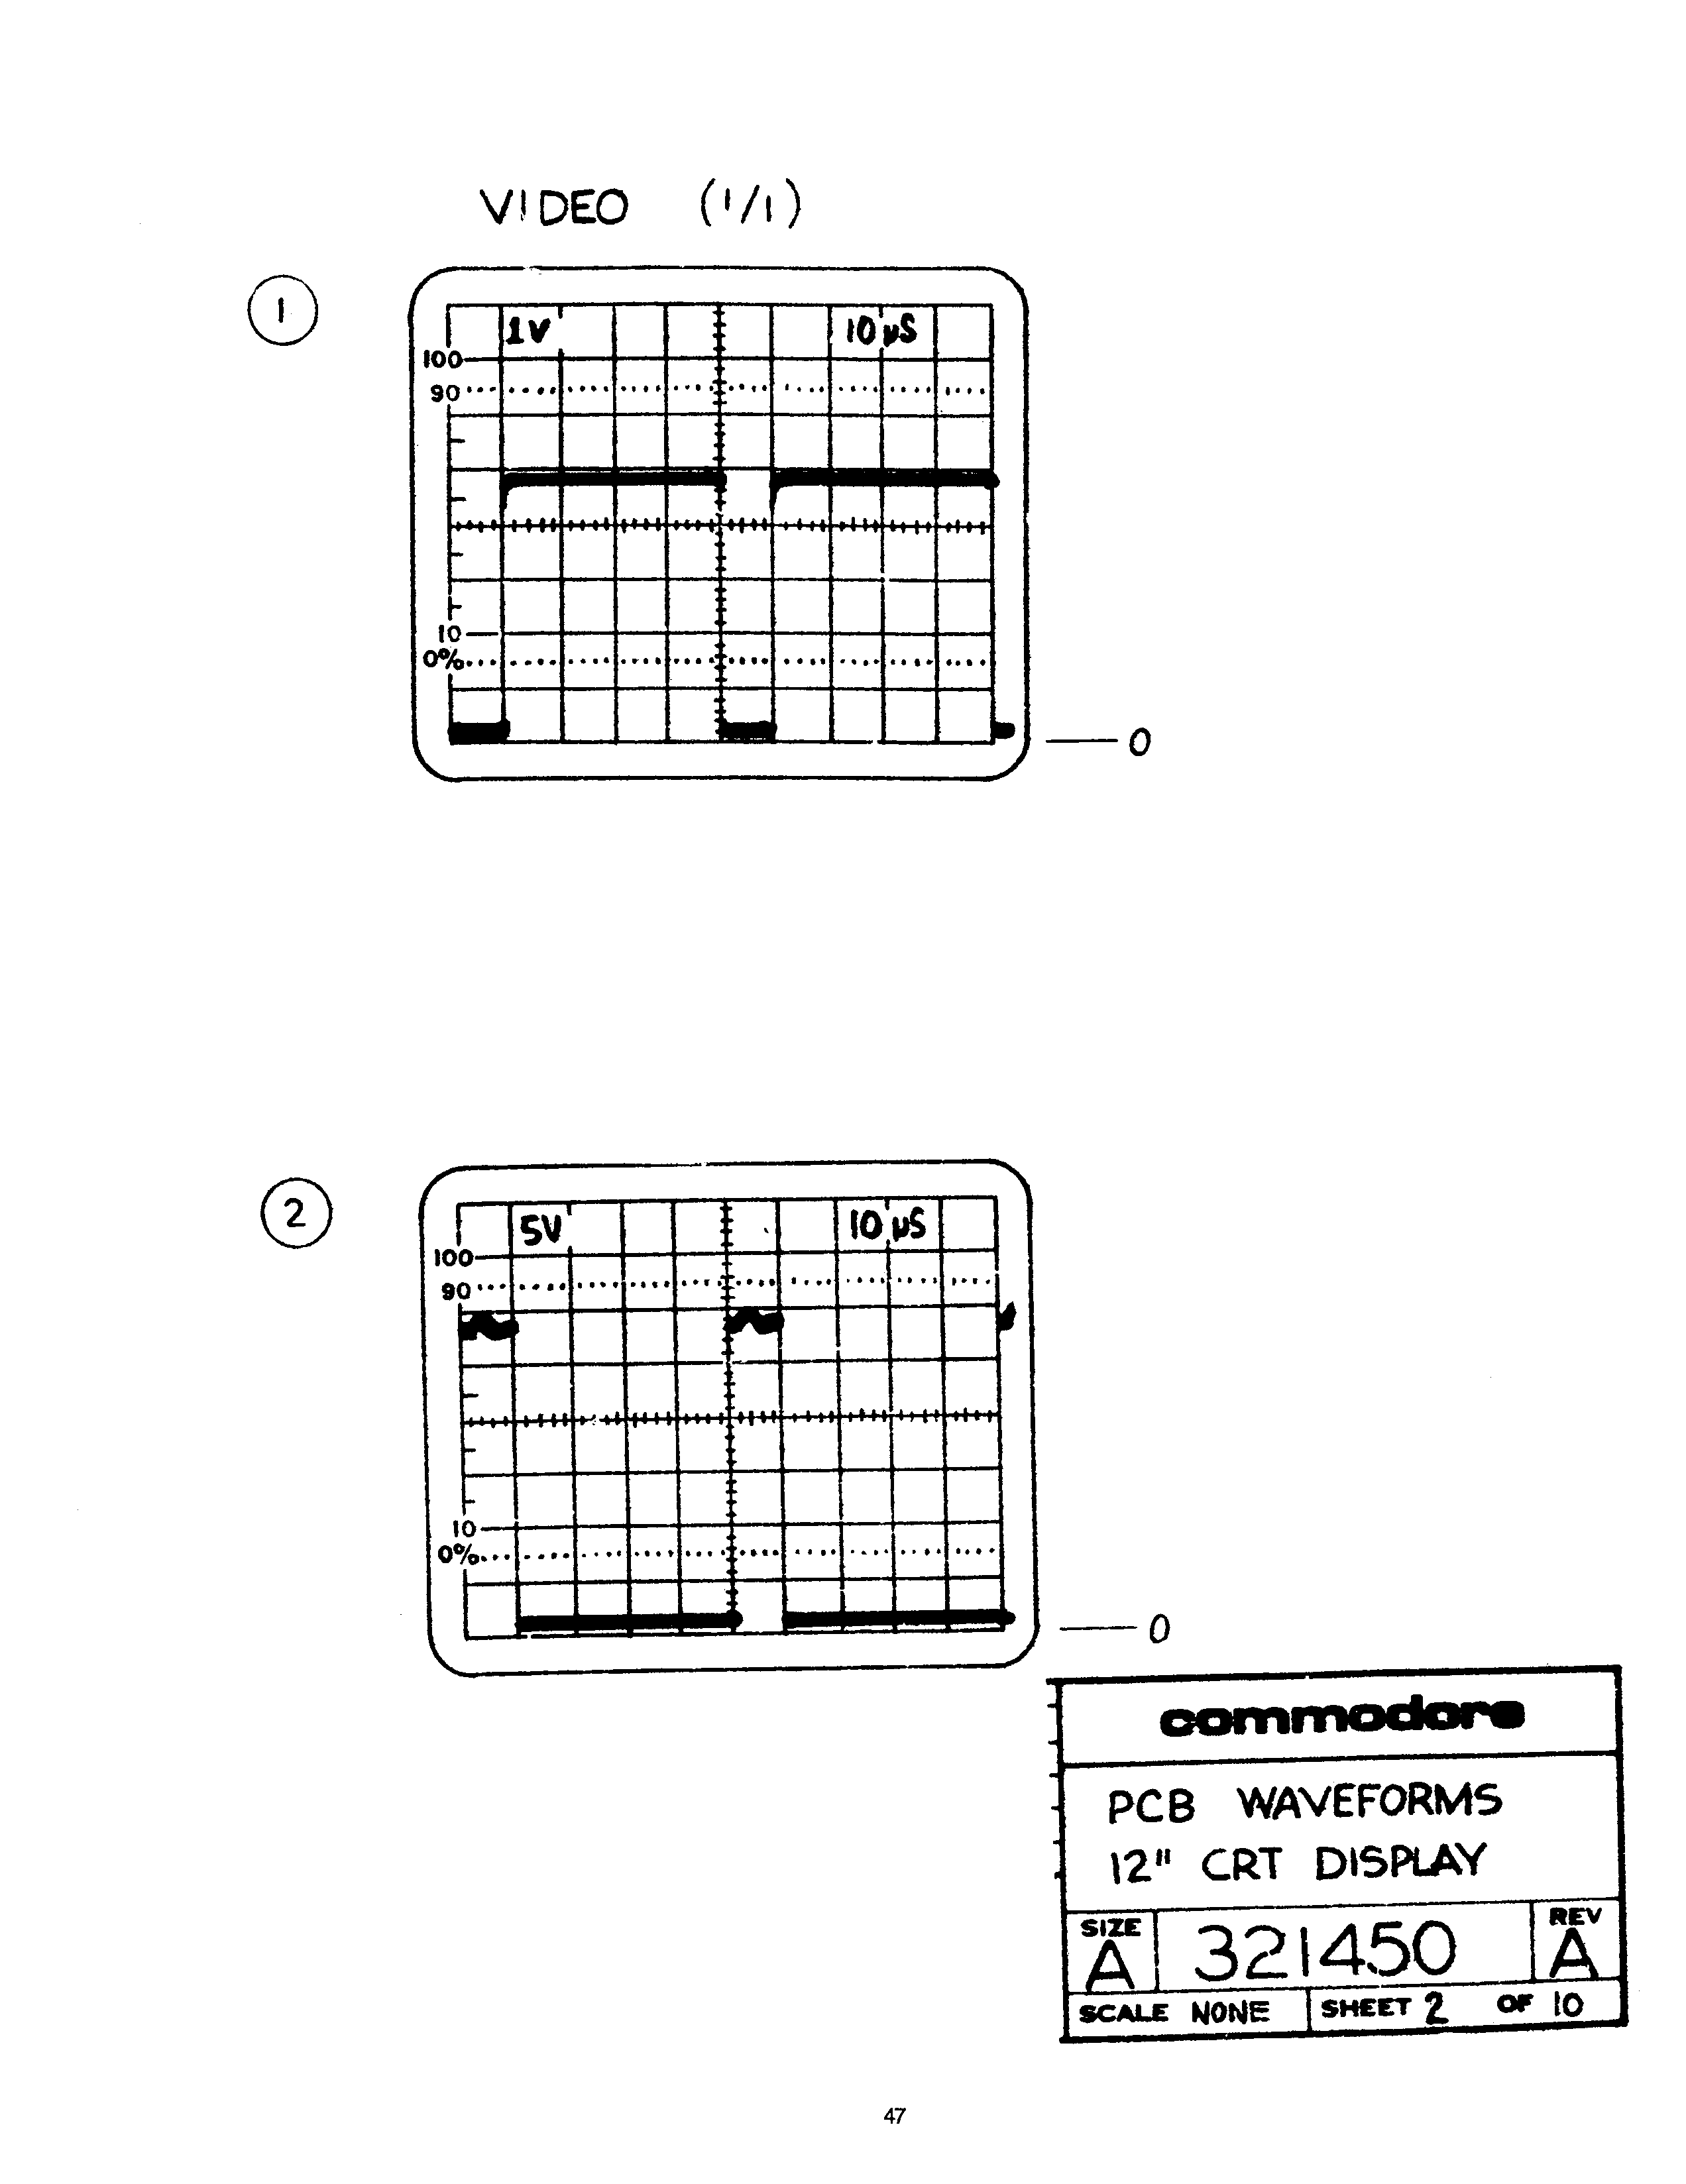 VIDEO (1/1)
1
1V 10 µS
100
90
10
0%
0
2
5V 10 µS
100
90
10
0%
0
commodore
PCB WAVEFORMS
12" CRT DISPLAY
SIZE A 321450 REV A
SCALE NONE SHEET 2 OF 10
47